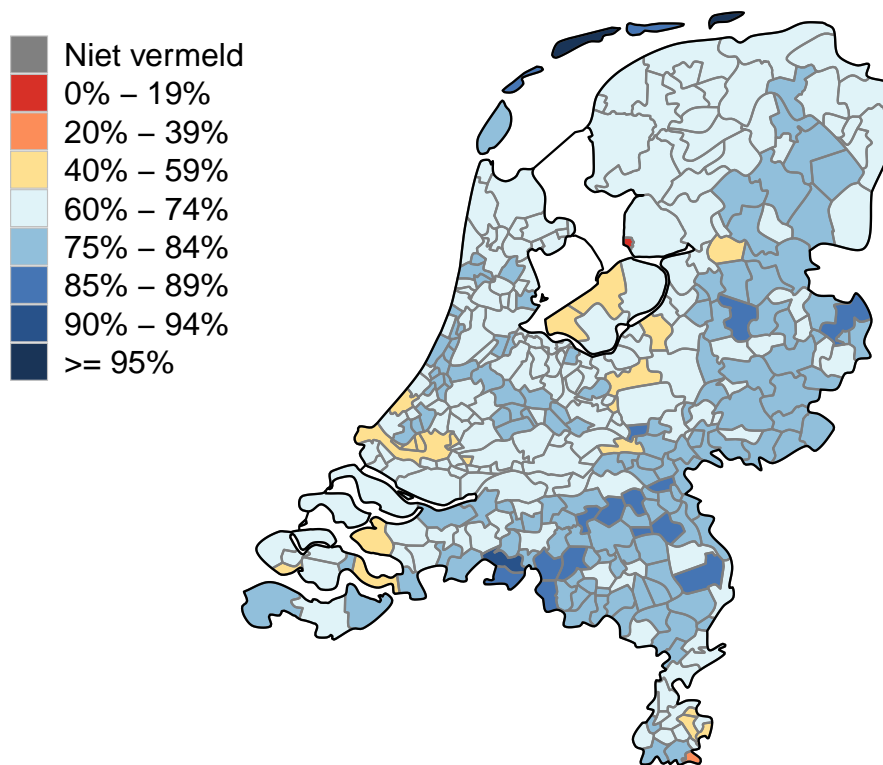 Niet vermeld
0% – 19%
20% – 39%
40% – 59%
60% – 74%
75% – 84%
85% – 89%
90% – 94%
>= 95%